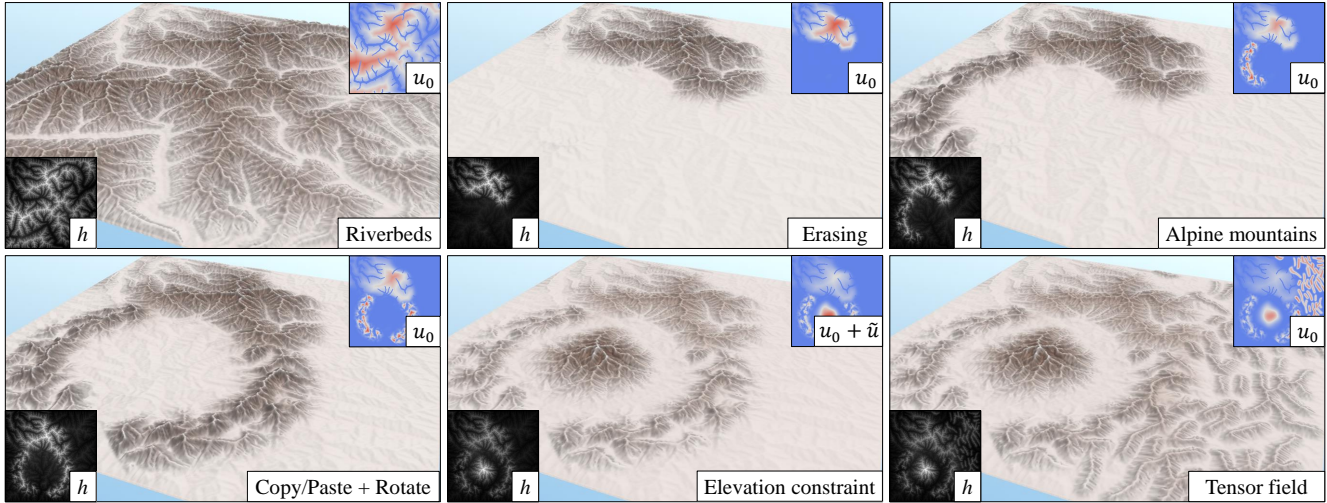 u₀
h
Riverbeds
u₀
h
Erasing
u₀
h
Alpine mountains
u₀
h
Copy/Paste + Rotate
u₀ + ũ
h
Elevation constraint
u₀
h
Tensor field